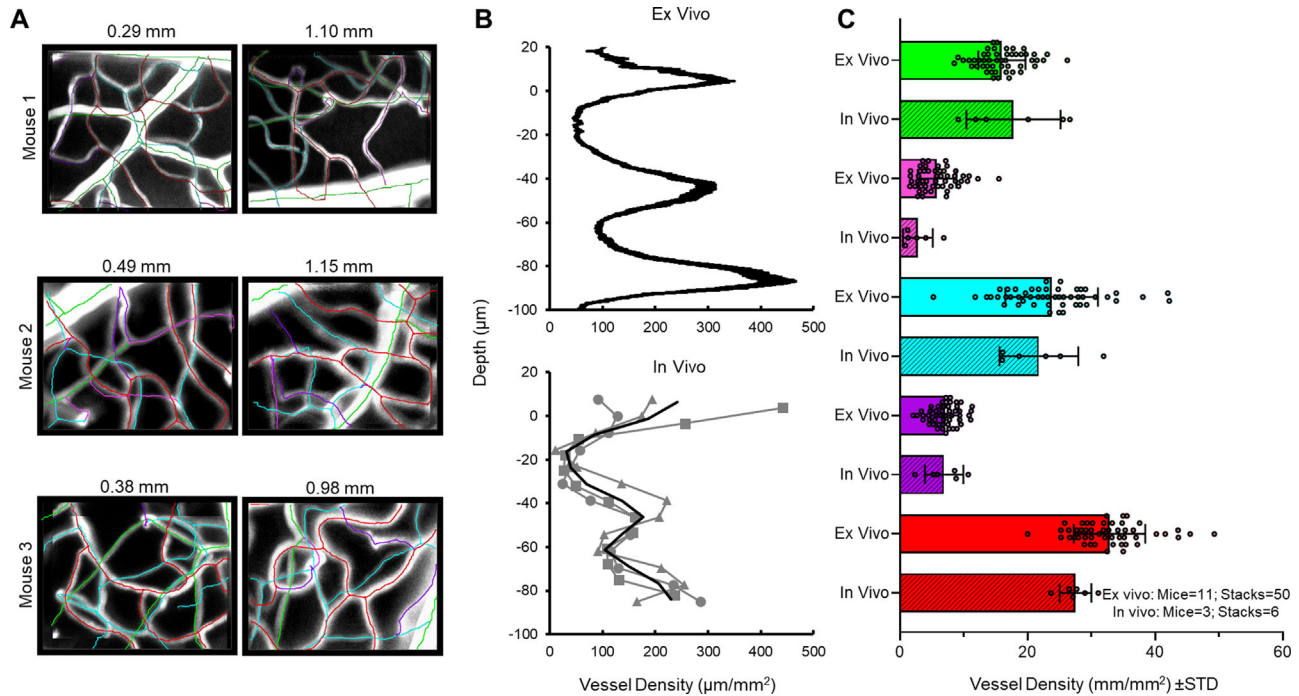 A
0.29 mm
1.10 mm
Mouse 1
0.49 mm
1.15 mm
Mouse 2
0.38 mm
0.98 mm
Mouse 3
B
Ex Vivo
20
0
-20
-40
-60
-80
-100
0
100
200
300
400
500
Depth (µm)
In Vivo
20
0
-20
-40
-60
-80
-100
0
100
200
300
400
500
Vessel Density (µm/mm²)
C
Ex Vivo
In Vivo
Ex Vivo
In Vivo
Ex Vivo
In Vivo
Ex Vivo
In Vivo
Ex Vivo
In Vivo
Ex vivo: Mice=11; Stacks=50
In vivo: Mice=3; Stacks=6
0
20
40
60
Vessel Density (mm/mm²) ±STD